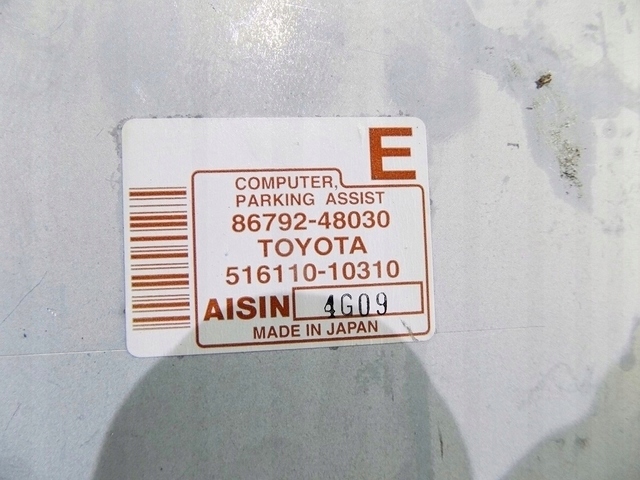 E
COMPUTER,
PARKING ASSIST
86792-48030
TOYOTA
516110-10310
AISIN 4G09
MADE IN JAPAN